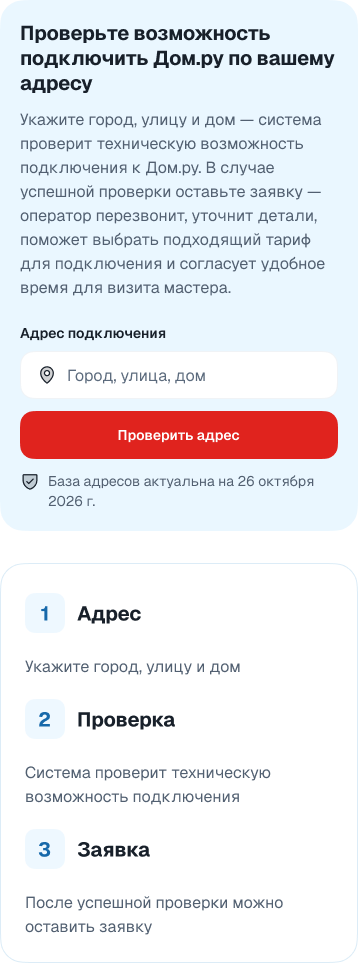 Проверьте возможность
подключить Дом.ру по вашему
адресу
Укажите город, улицу и дом — система
проверит техническую возможность
подключения к Дом.ру. В случае
успешной проверки оставьте заявку —
оператор перезвонит, уточнит детали,
поможет выбрать подходящий тариф
для подключения и согласует удобное
время для визита мастера.
Адрес подключения
Город, улица, дом
Проверить адрес
База адресов актуальна на 26 октября
2026 г.
1 Адрес
Укажите город, улицу и дом
2 Проверка
Система проверит техническую
возможность подключения
3 Заявка
После успешной проверки можно
оставить заявку